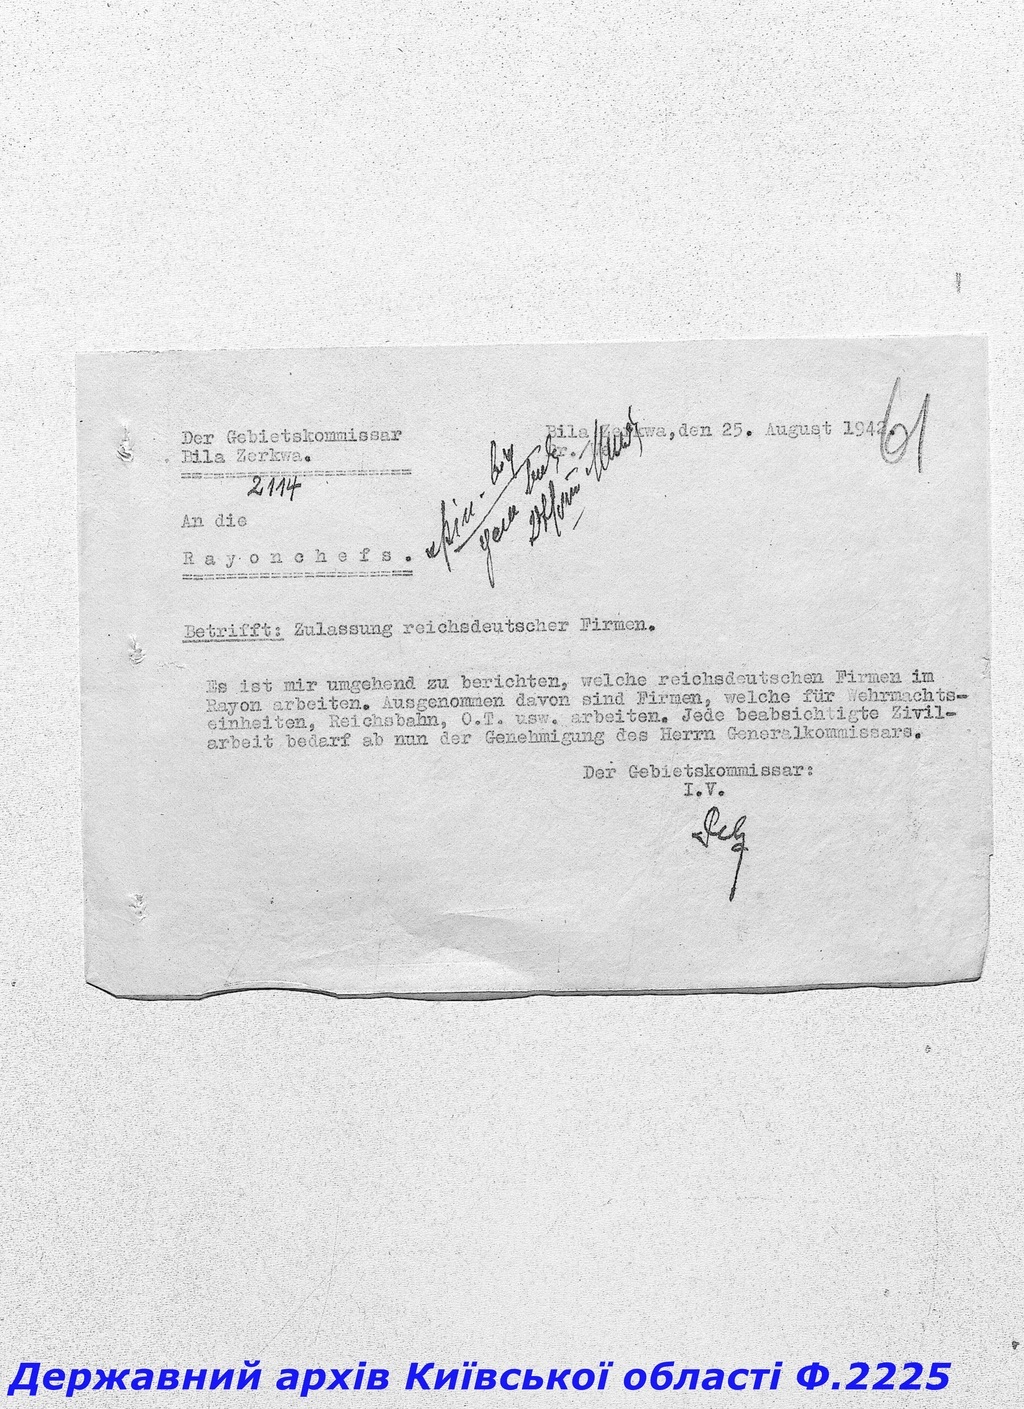 Der Gebietskommissar
Bila Zerkwa.
2114
Bila Zerkwa, den 25. August 1942.
61
An die
Rayonchefs.
Betrifft: Zulassung reichsdeutscher Firmen.
Es ist mir umgehend zu berichten, welche reichsdeutschen Firmen im
Rayon arbeiten. Ausgenommen davon sind Firmen, welche für Wehrmachts-
einheiten, Reichsbahn, O.T. usw. arbeiten. Jede beabsichtigte Zivil-
arbeit bedarf ab nun der Genehmigung des Herrn Generalkommissars.
Der Gebietskommissar:
I.V.
Державний архів Київської області Ф.2225